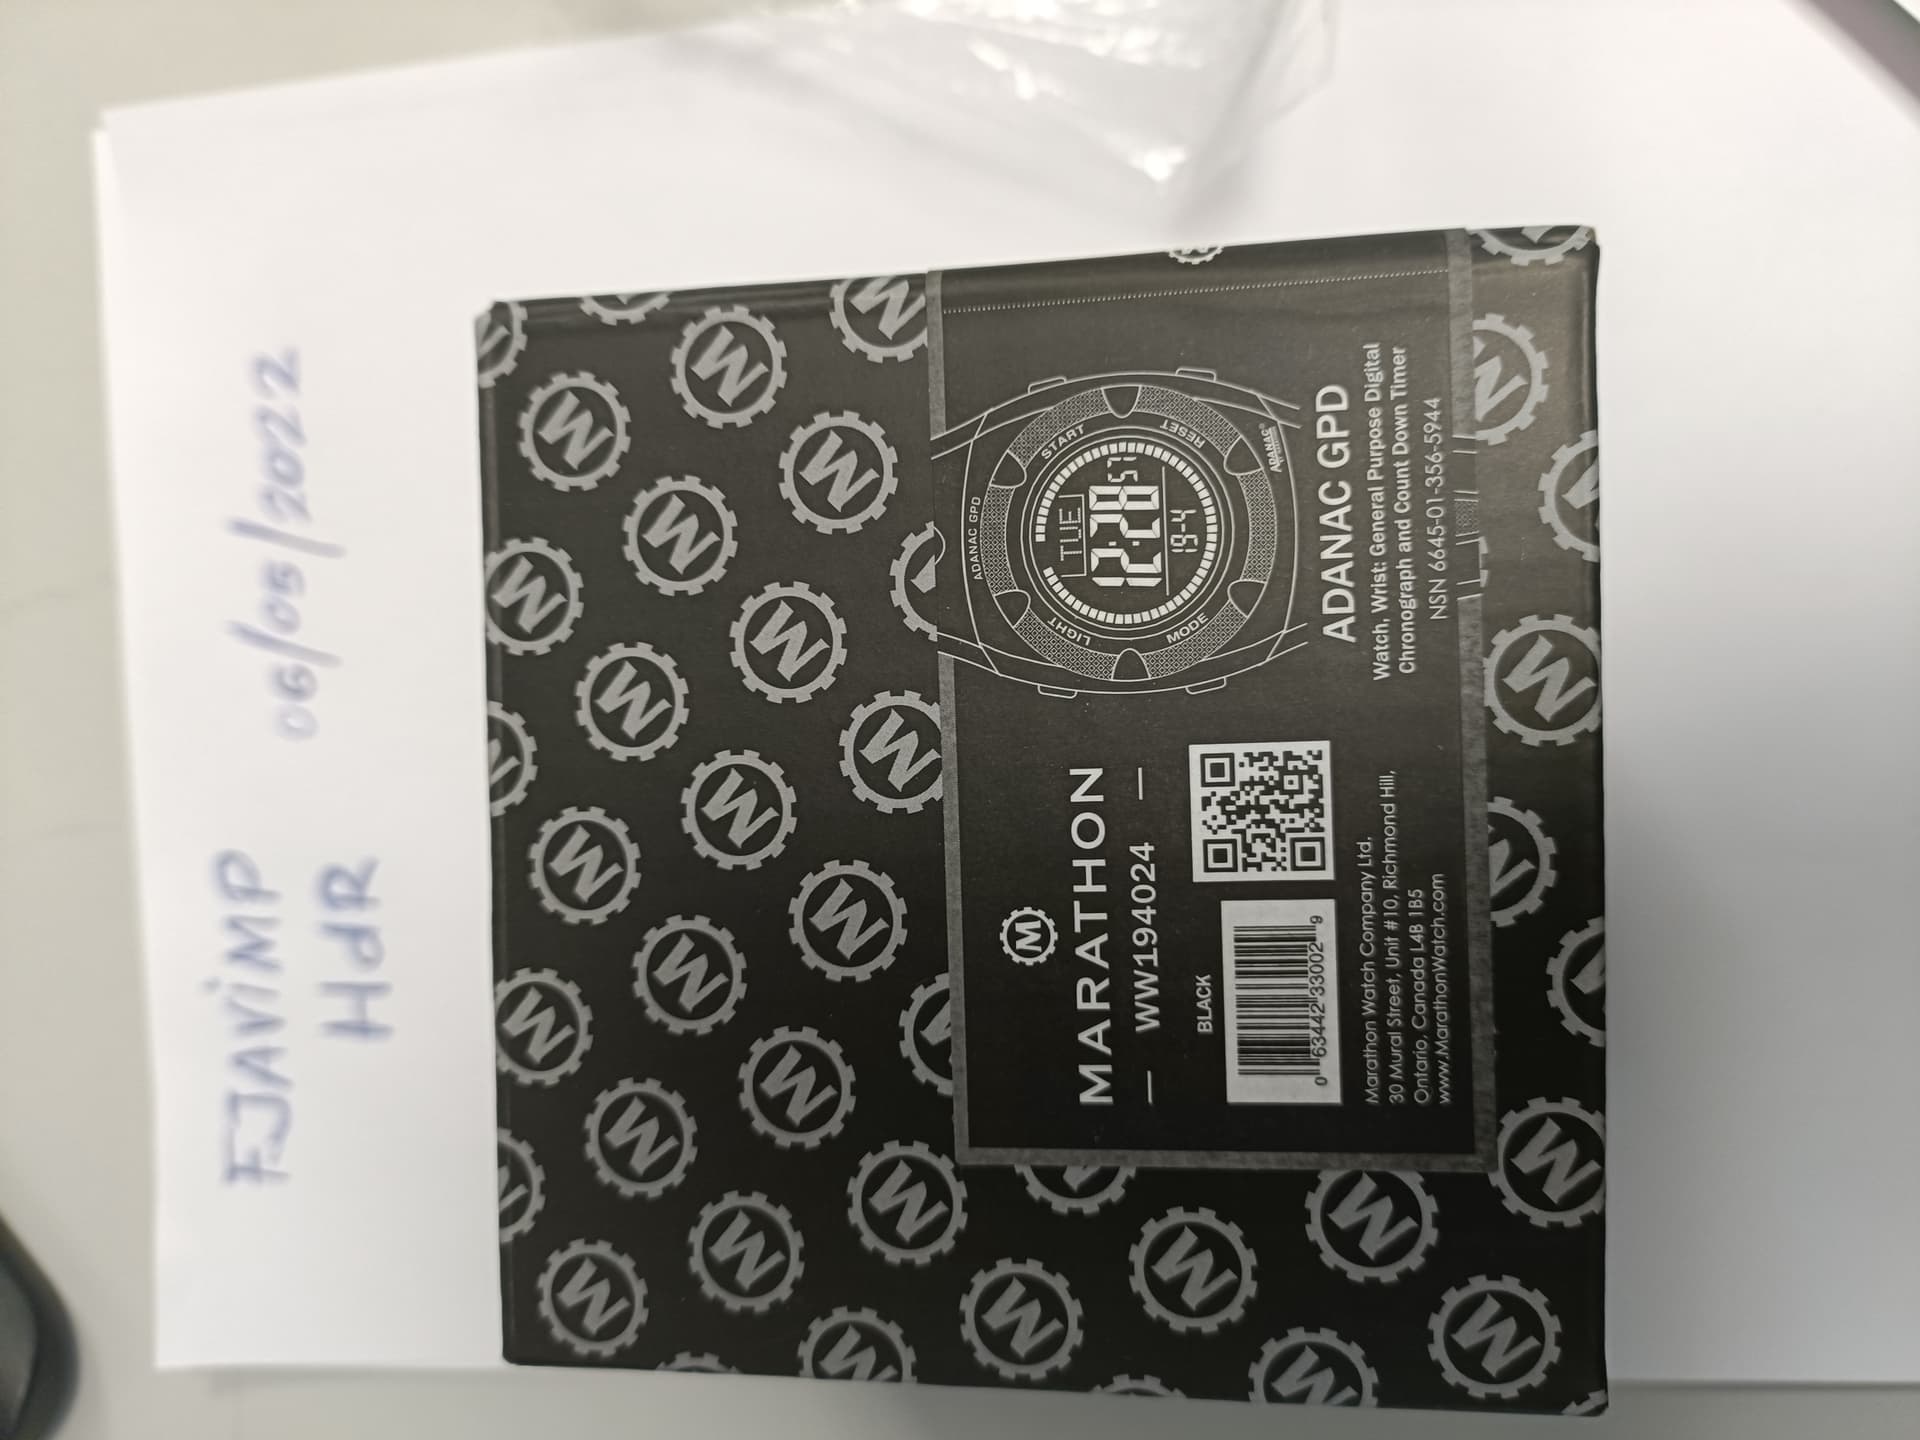 FJAViMP 06/05/2022
HdR
M
MARATHON
— WW194024 —
BLACK
0 63442 33002 9
Marathon Watch Company Ltd.
30 Mural Street, Unit #10, Richmond Hill,
Ontario, Canada L4B 1B5
www.MarathonWatch.com
ADANAC GPD
LIGHT
START
TUE
12:28 57
19-4
MODE
RESET
ADANAC
ADANAC GPD
Watch, Wrist: General Purpose Digital
Chronograph and Count Down Timer
NSN 6645-01-356-5944